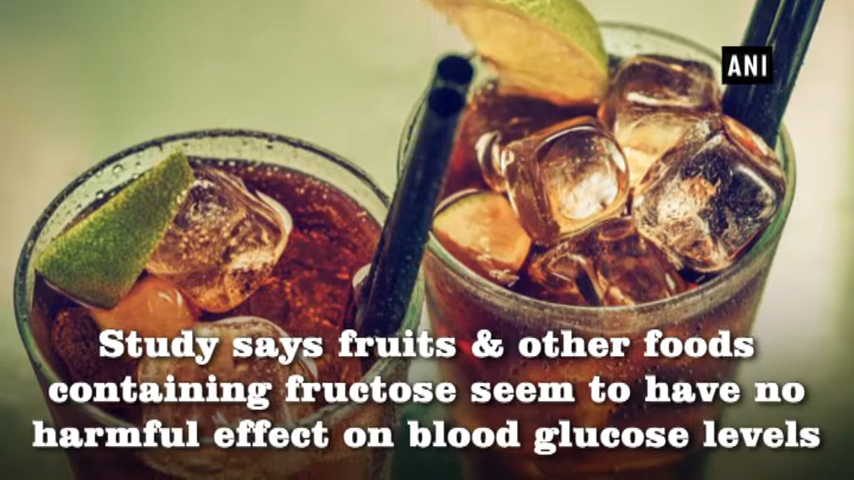 ANI
Study says fruits & other foods
containing fructose seem to have no
harmful effect on blood glucose levels